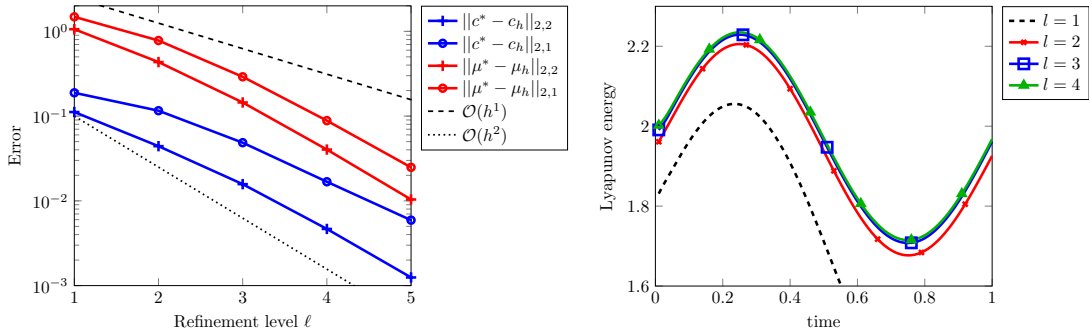 10^0
10^{-1}
10^{-2}
10^{-3}
Error
1 2 3 4 5
Refinement level ℓ
||c* − c_h||_{2,2}
||c* − c_h||_{2,1}
||μ* − μ_h||_{2,2}
||μ* − μ_h||_{2,1}
O(h^1)
O(h^2)
2.2
2
1.8
1.6
Lyapunov energy
0 0.2 0.4 0.6 0.8 1
time
l = 1
l = 2
l = 3
l = 4